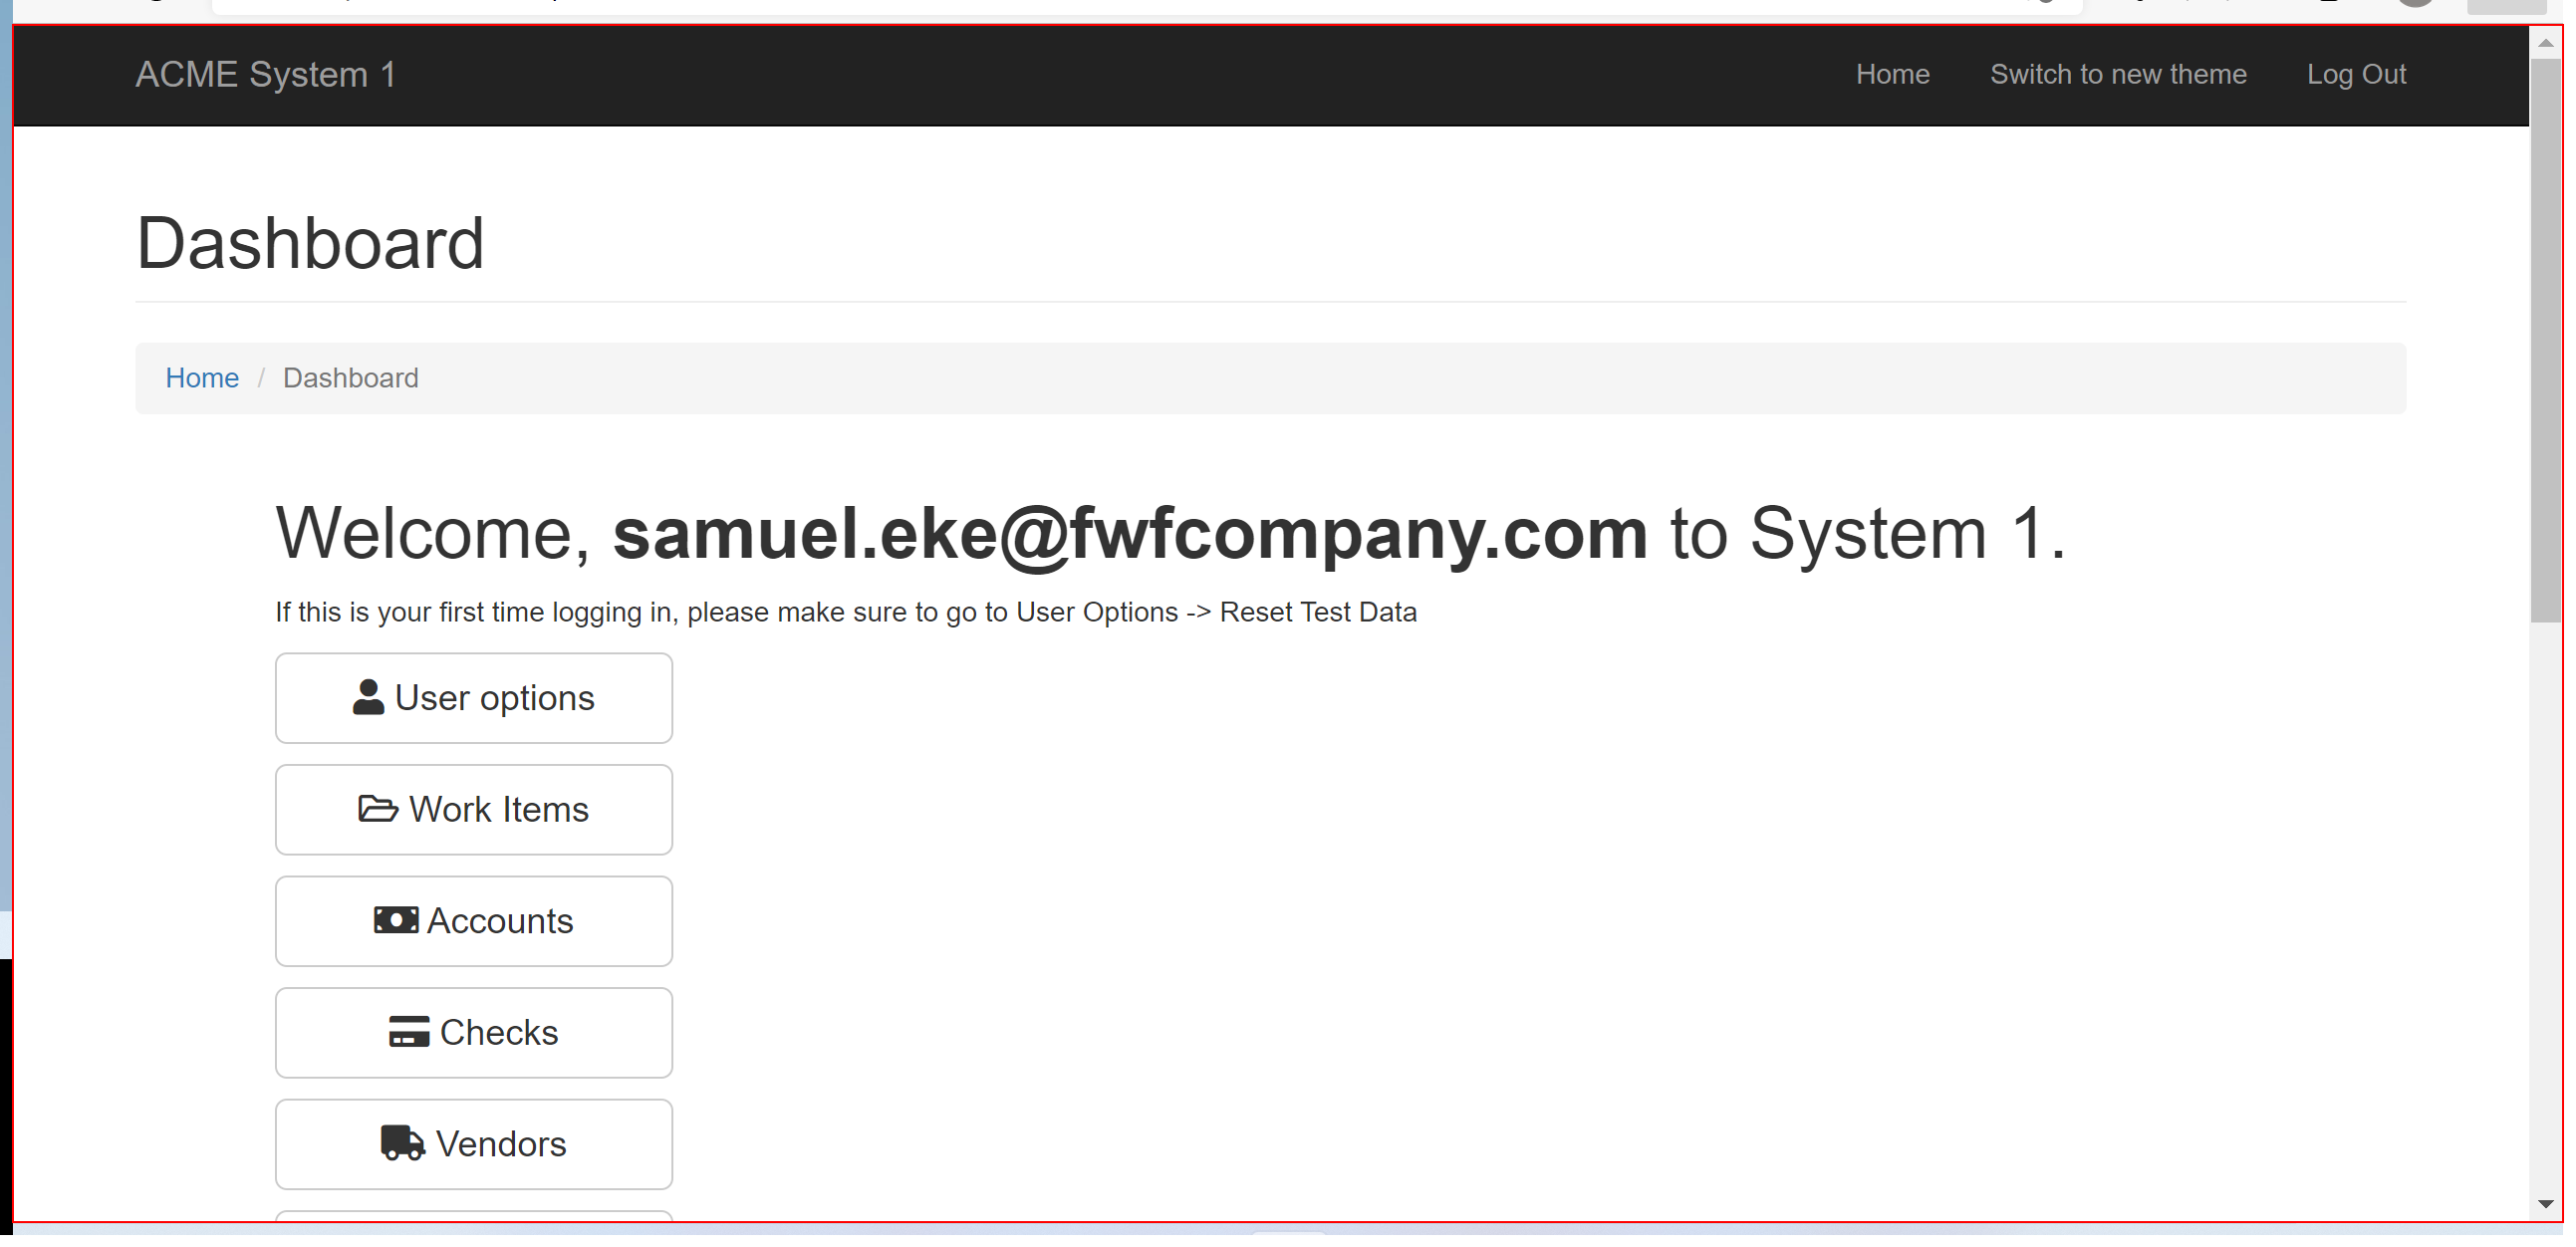 ACME System 1 Home Switch to new theme Log Out
Dashboard
Home / Dashboard
Welcome, samuel.eke@fwfcompany.com to System 1.
If this is your first time logging in, please make sure to go to User Options -> Reset Test Data
User options
Work Items
Accounts
Checks
Vendors